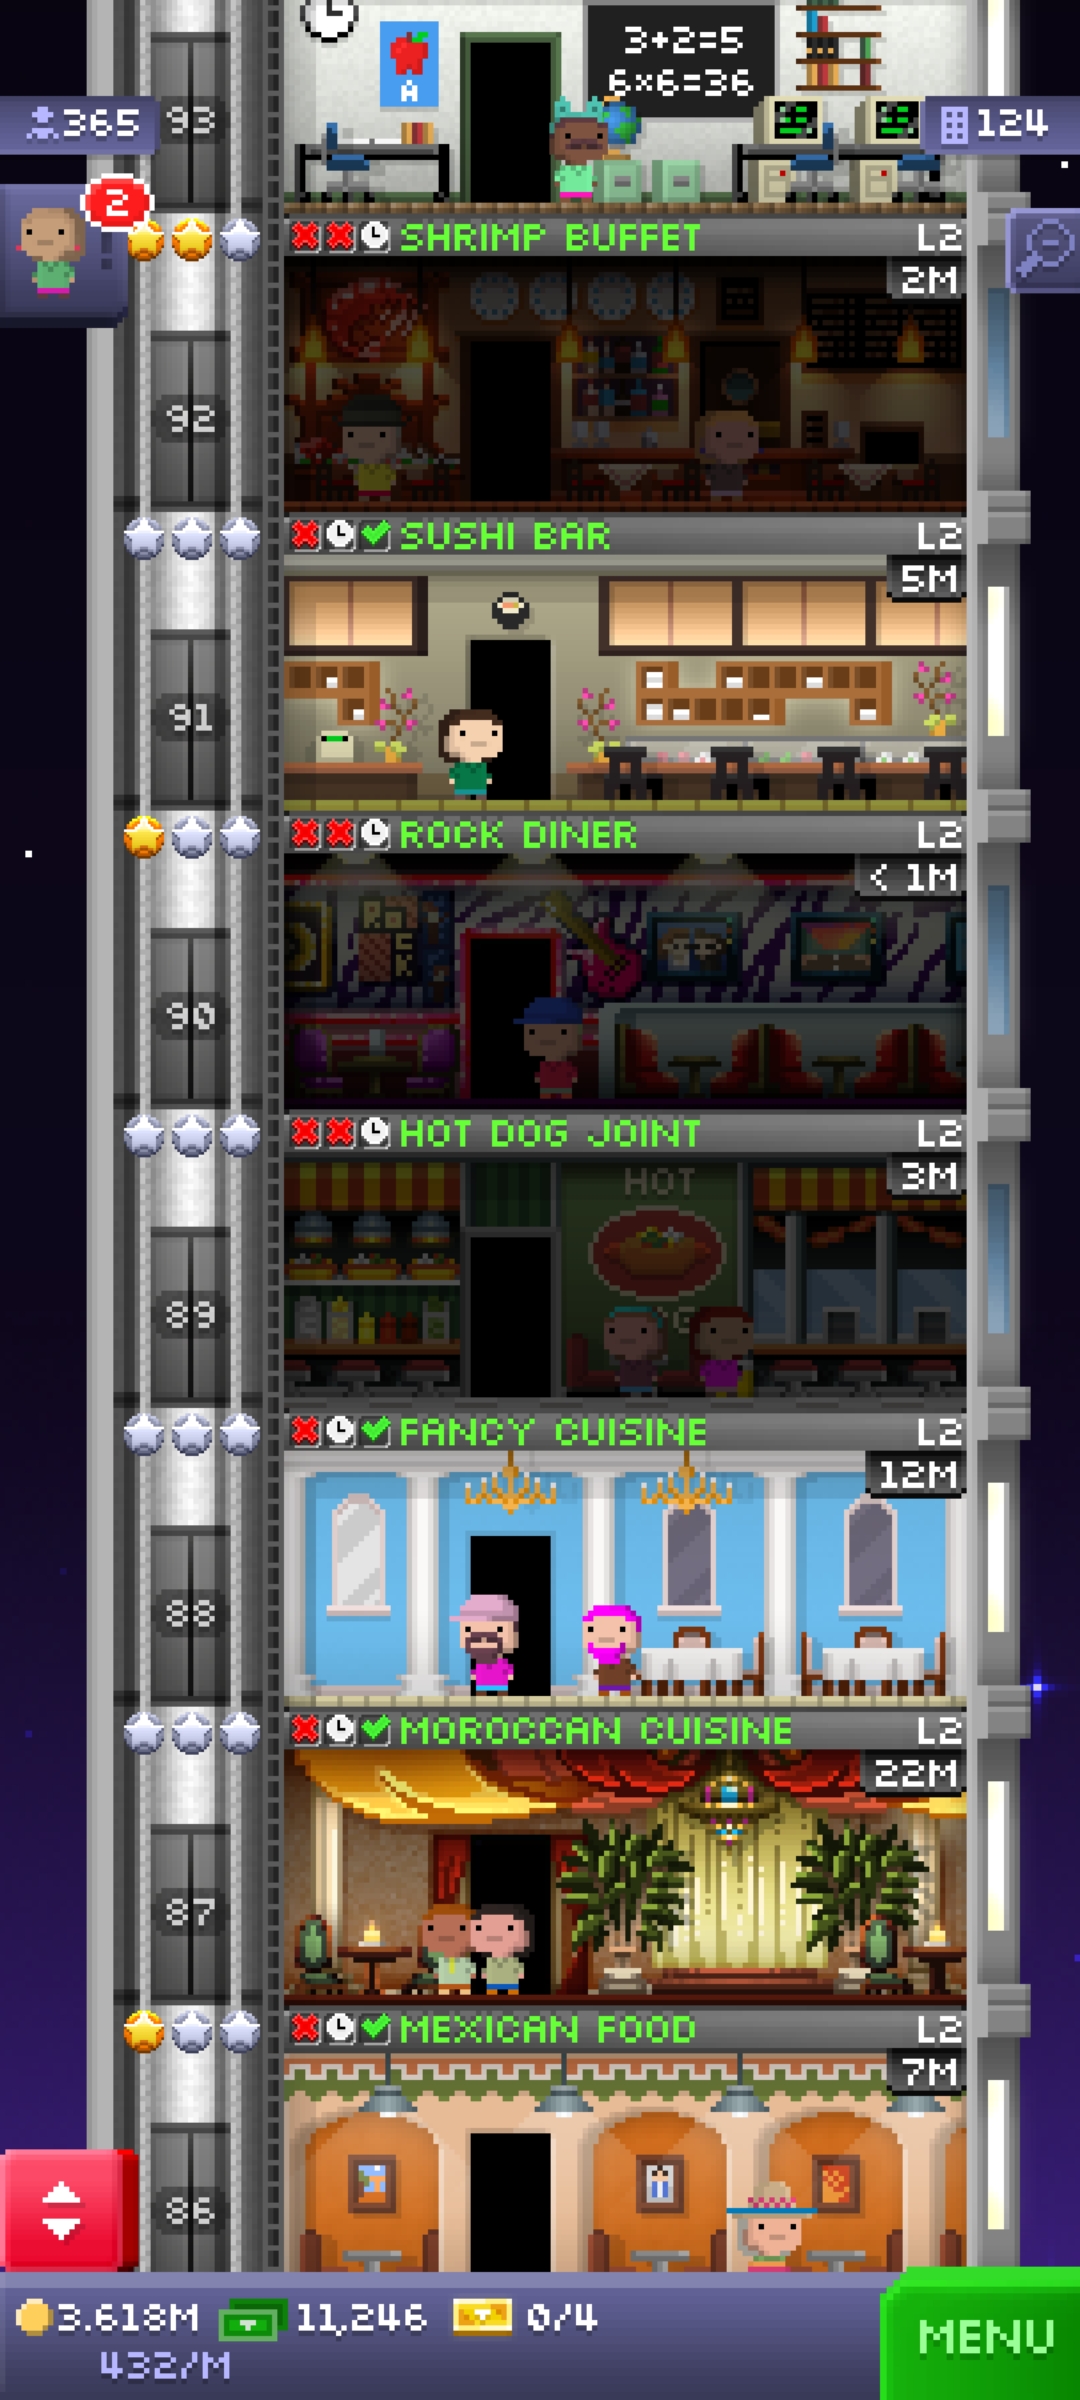 3+2=5
6×6=36
A
93
365
124
2
SHRIMP BUFFET L2
2M
92
SUSHI BAR L2
5M
91
ROCK DINER L2
< 1M
ROCK
90
HOT DOG JOINT L2
3M
HOT
89
FANCY CUISINE L2
12M
88
MOROCCAN CUISINE L2
22M
87
MEXICAN FOOD L2
7M
86
3.618M 11,246 0/4
432/M
MENU